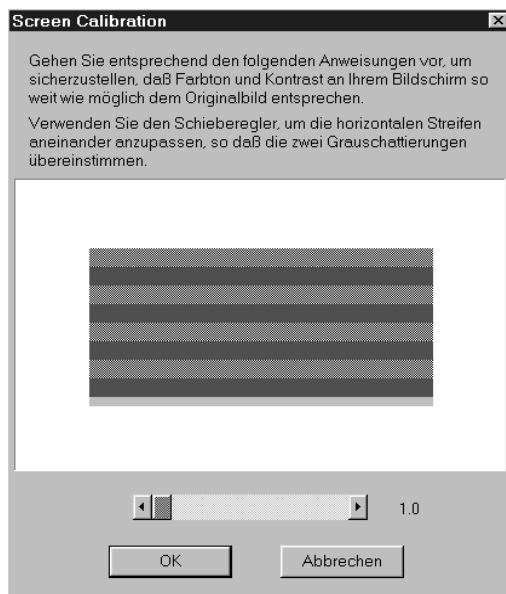 Screen Calibration
Gehen Sie entsprechend den folgenden Anweisungen vor, um
sicherzustellen, daß Farbton und Kontrast an Ihrem Bildschirm so
weit wie möglich dem Originalbild entsprechen.
Verwenden Sie den Schieberegler, um die horizontalen Streifen
aneinander anzupassen, so daß die zwei Grauschattierungen
übereinstimmen.
1.0
OK
Abbrechen